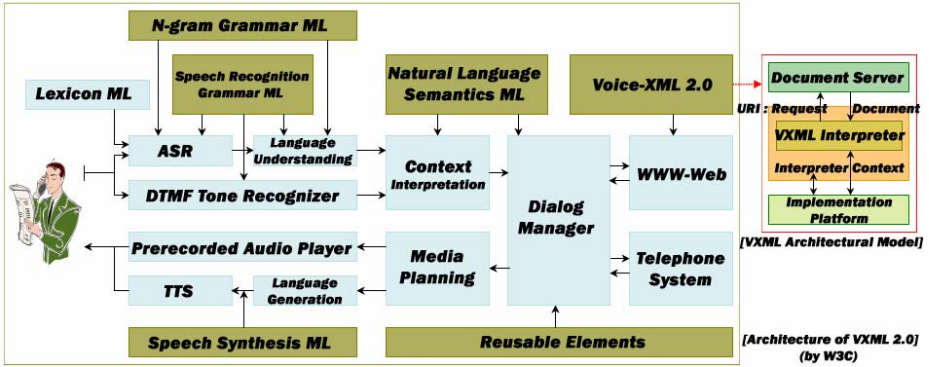 N-gram Grammar ML
Speech Recognition
Grammar ML
Natural Language
Semantics ML
Voice-XML 2.0
Lexicon ML
ASR
Language
Understanding
DTMF Tone Recognizer
Context
Interpretation
Dialog
Manager
WWW-Web
Prerecorded Audio Player
Media
Planning
Telephone
System
TTS
Language
Generation
Speech Synthesis ML
Reusable Elements
Document Server
URI : Request
Document
VXML Interpreter
Interpreter Context
Implementation
Platform
[VXML Architectural Model]
[Architecture of VXML 2.0]
(by W3C)